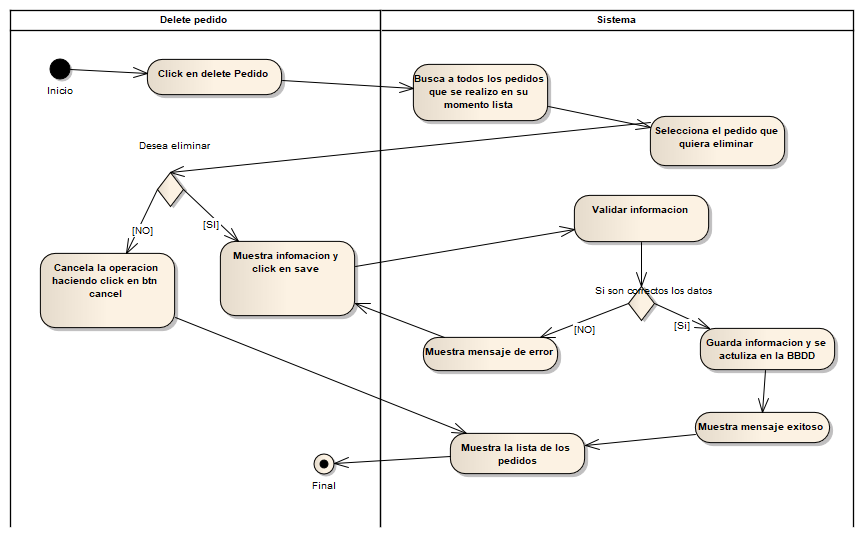 Delete pedido
Sistema
Inicio
Click en delete Pedido
Busca a todos los pedidos
que se realizo en su
momento lista
Selecciona el pedido que
quiera eliminar
Desea eliminar
[NO]
[SI]
Cancela la operacion
haciendo click en btn
cancel
Muestra infomacion y
click en save
Validar informacion
Si son correctos los datos
[NO]
[Si]
Muestra mensaje de error
Guarda informacion y se
actuliza en la BBDD
Muestra mensaje exitoso
Muestra la lista de los
pedidos
Final